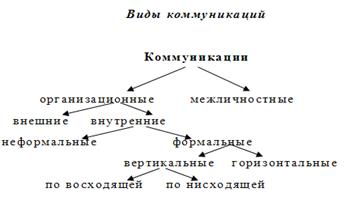 Виды коммуникаций
Коммуникации
организационные межличностные
внешние внутренние
неформальные формальные
вертикальные горизонтальные
по восходящей по нисходящей